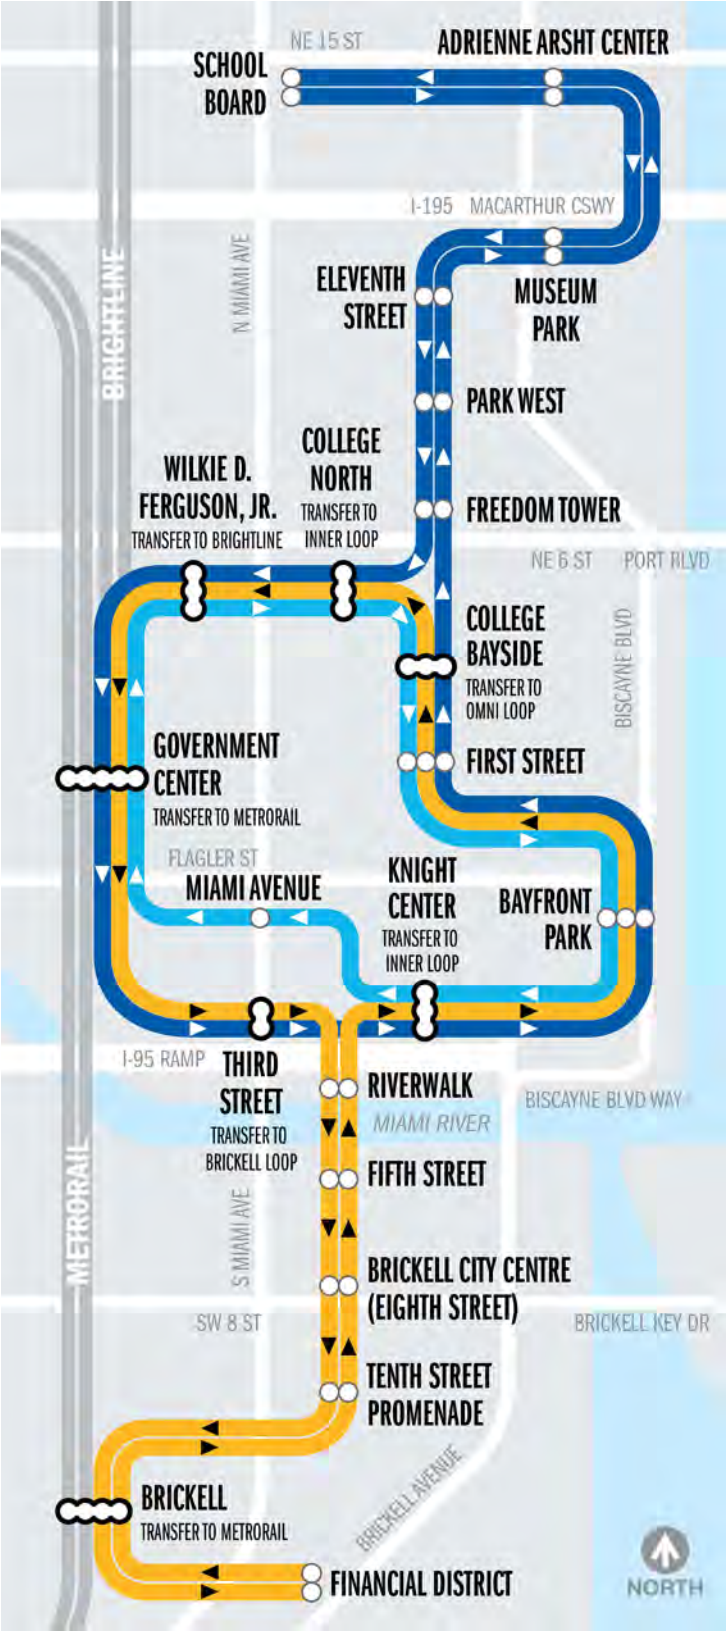 NE 15 ST
ADRIENNE ARSHT CENTER
SCHOOL
BOARD
I-195 MACARTHUR CSWY
BRIGHTLINE
N MIAMI AVE
ELEVENTH
STREET
MUSEUM
PARK
PARK WEST
COLLEGE
NORTH
TRANSFER TO
INNER LOOP
WILKIE D.
FERGUSON, JR.
TRANSFER TO BRIGHTLINE
FREEDOM TOWER
NE 6 ST
PORT BLVD
COLLEGE
BAYSIDE
TRANSFER TO
OMNI LOOP
BISCAYNE BLVD
GOVERNMENT
CENTER
TRANSFER TO METRORAIL
FIRST STREET
FLAGLER ST
MIAMI AVENUE
KNIGHT
CENTER
TRANSFER TO
INNER LOOP
BAYFRONT
PARK
I-95 RAMP
THIRD
STREET
TRANSFER TO
BRICKELL LOOP
RIVERWALK
BISCAYNE BLVD WAY
MIAMI RIVER
METRORAIL
FIFTH STREET
S MIAMI AVE
BRICKELL CITY CENTRE
(EIGHTH STREET)
SW 8 ST
BRICKELL KEY DR
TENTH STREET
PROMENADE
BRICKELL AVENUE
BRICKELL
TRANSFER TO METRORAIL
FINANCIAL DISTRICT
NORTH